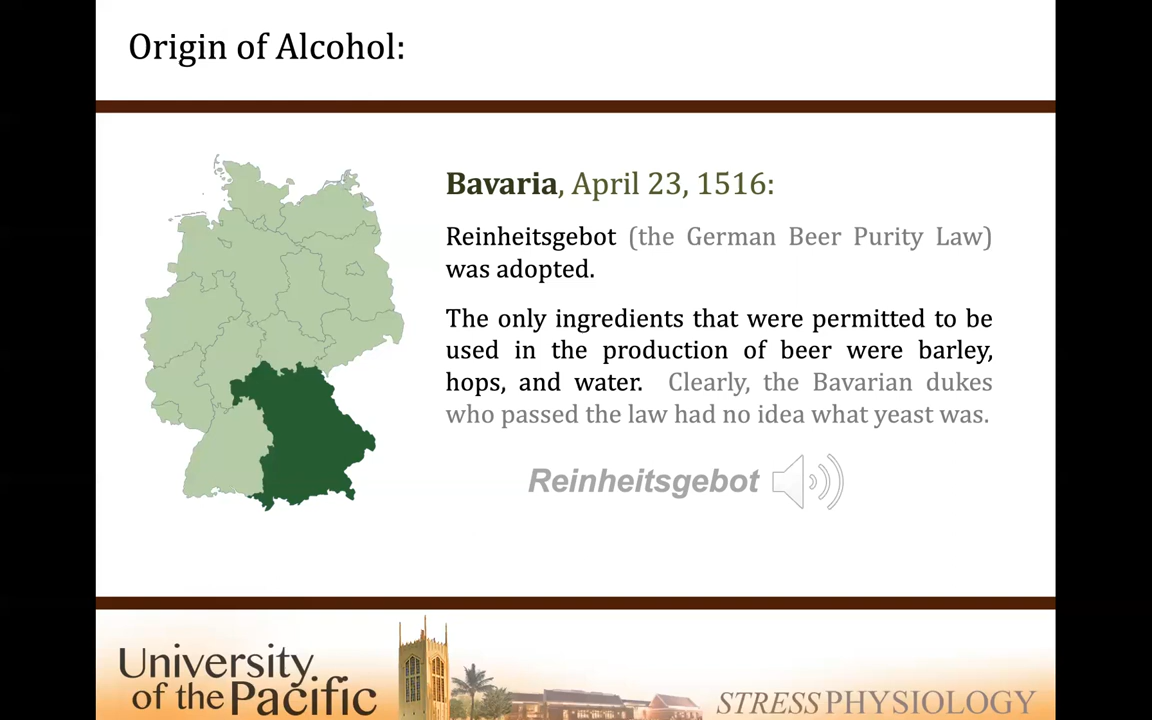 Origin of Alcohol:
Bavaria, April 23, 1516:
Reinheitsgebot (the German Beer Purity Law)
was adopted.
The only ingredients that were permitted to be
used in the production of beer were barley,
hops, and water. Clearly, the Bavarian dukes
who passed the law had no idea what yeast was.
Reinheitsgebot
University
of the Pacific
STRESSPHYSIOLOGY